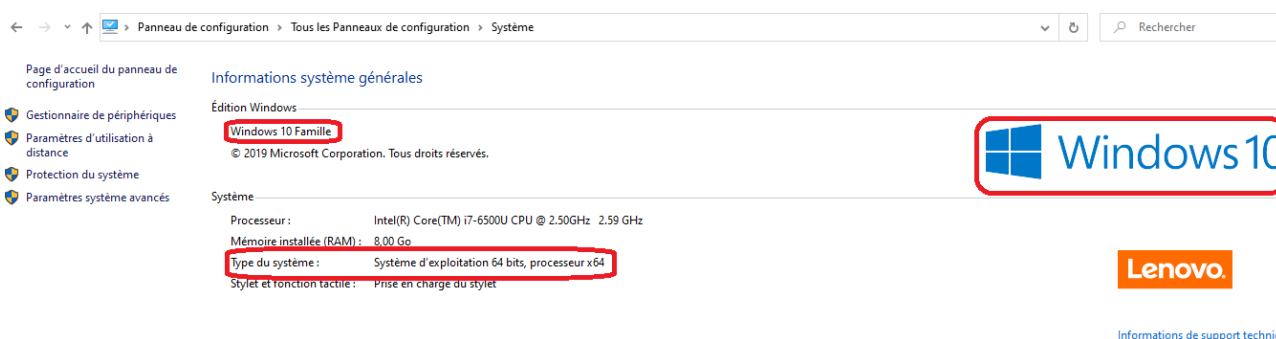 Panneau de configuration > Tous les Panneaux de configuration > Système
Rechercher
Page d'accueil du panneau de
configuration
Gestionnaire de périphériques
Paramètres d'utilisation à
distance
Protection du système
Paramètres système avancés
Informations système générales
Édition Windows
Windows 10 Famille
© 2019 Microsoft Corporation. Tous droits réservés.
Windows 10
Système
Processeur : Intel(R) Core(TM) i7-6500U CPU @ 2.50GHz 2.59 GHz
Mémoire installée (RAM) : 8,00 Go
Type du système : Système d'exploitation 64 bits, processeur x64
Stylet et fonction tactile : Prise en charge du stylet
Lenovo.
Informations de support